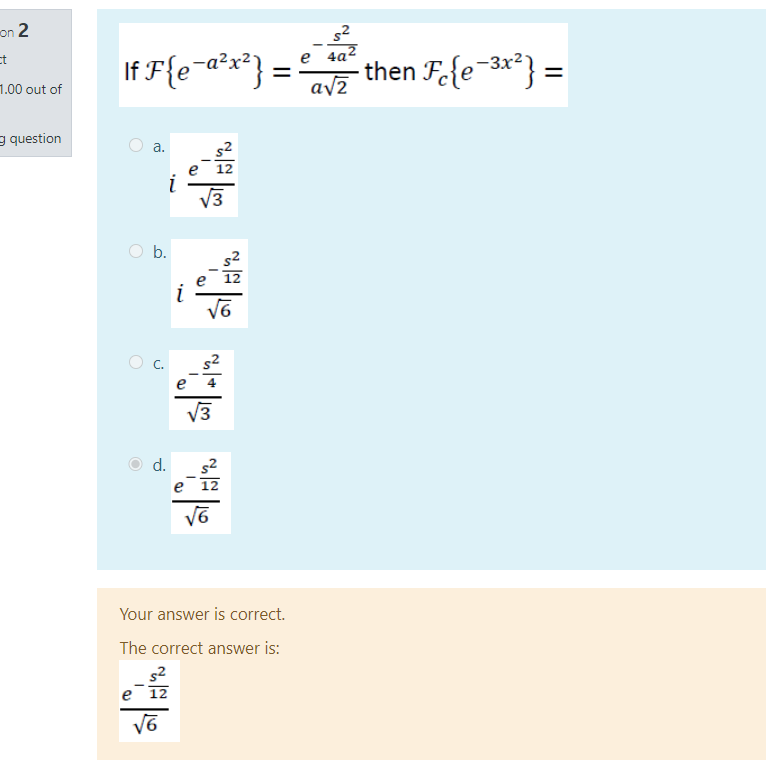 on 2
ct
1.00 out of
g question
If ℱ{e^{-a²x²}} = e^{-s²/4a²}/(a√2) then ℱ_c{e^{-3x²}} =
a. i e^{-s²/12}/√3
b. i e^{-s²/12}/√6
c. e^{-s²/4}/√3
d. e^{-s²/12}/√6
Your answer is correct.
The correct answer is:
e^{-s²/12}/√6